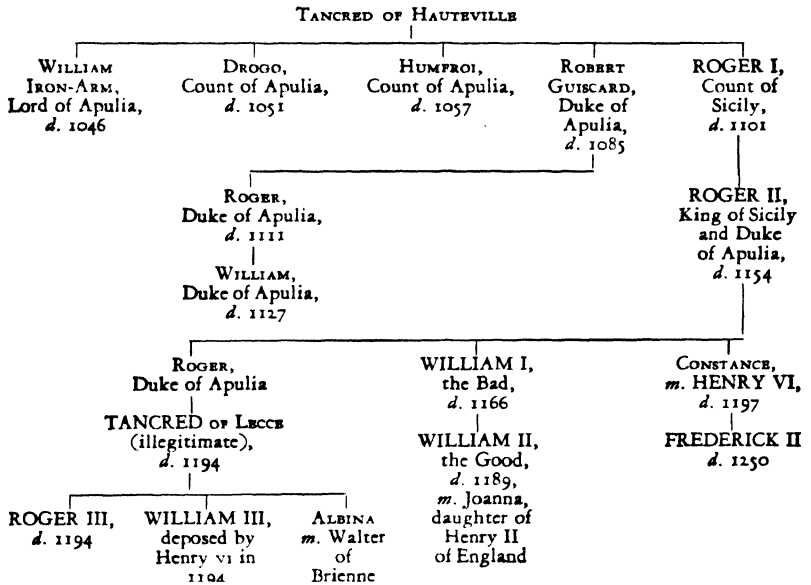 TANCRED OF HAUTEVILLE
WILLIAM
IRON-ARM,
Lord of Apulia,
d. 1046
DROGO,
Count of Apulia,
d. 1051
HUMFROI,
Count of Apulia,
d. 1057
ROBERT
GUISCARD,
Duke of
Apulia,
d. 1085
ROGER I,
Count of
Sicily,
d. 1101
ROGER,
Duke of Apulia,
d. 1111
WILLIAM,
Duke of Apulia,
d. 1127
ROGER II,
King of Sicily
and Duke
of Apulia,
d. 1154
ROGER,
Duke of Apulia
TANCRED OF LECCE
(illegitimate),
d. 1194
WILLIAM I,
the Bad,
d. 1166
WILLIAM II,
the Good,
d. 1189,
m. Joanna,
daughter of
Henry II
of England
CONSTANCE,
m. HENRY VI,
d. 1197
FREDERICK II
d. 1250
ROGER III,
d. 1194
WILLIAM III,
deposed by
Henry VI in
1194
ALBINA
m. Walter
of
Brienne